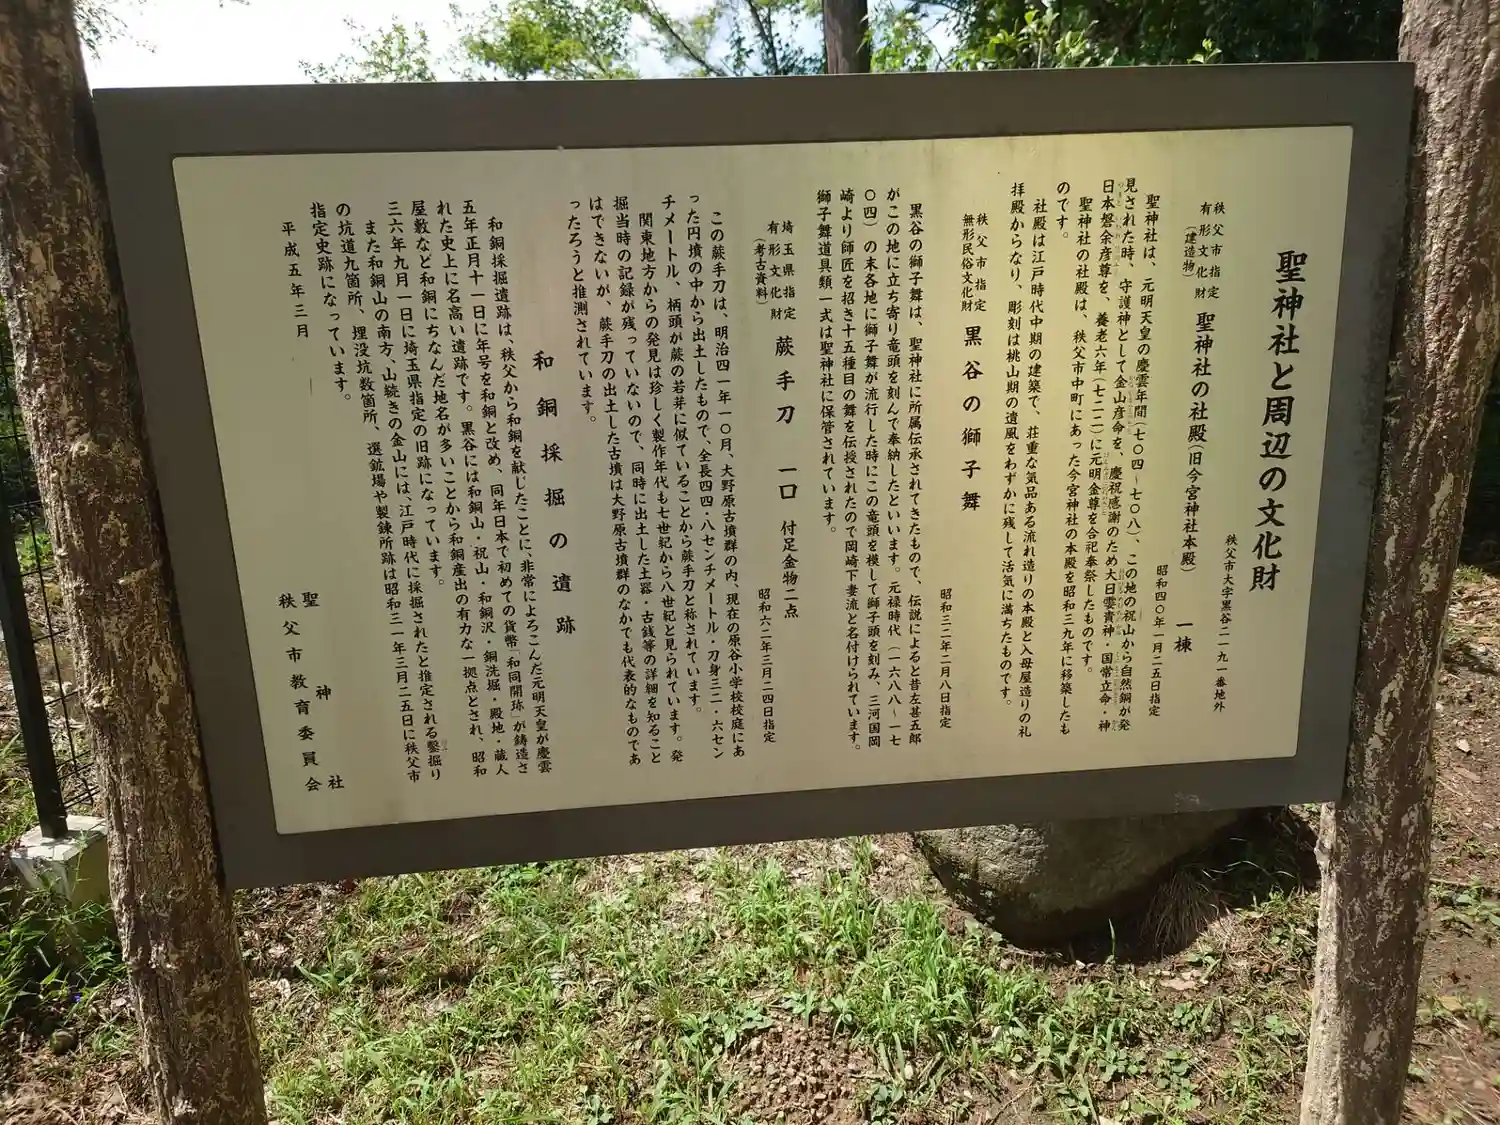 聖神社と周辺の文化財
秩父市指定
有形文化財
(建造物)
聖神社の社殿(旧今宮神社本殿) 一棟
秩父市大字黒谷二一九一番地外
昭和四〇年一月二五日指定
聖神社は、元明天皇の慶雲年間(七〇四〜七〇八)、この地の祝山から自然銅が発
見された時、守護神として金山彦命を、慶祝感謝のため大日孁貴神・国常立命・神
日本磐余彦尊を、養老六年(七二二)に元明金尊を合祀奉祭したものです。
聖神社の社殿は、秩父市中町にあった今宮神社の本殿を昭和三九年に移築したも
のです。
社殿は江戸時代中期の建築で、荘重な気品ある流れ造りの本殿と入母屋造りの礼
拝殿からなり、彫刻は桃山期の遺風をわずかに残して活気に満ちたものです。
秩父市指定
無形民俗文化財
黒谷の獅子舞
昭和三二年二月八日指定
黒谷の獅子舞は、聖神社に所属伝承されてきたもので、伝説によると昔左甚五郎
がこの地に立ち寄り竜頭を刻んで奉納したといいます。元禄時代(一六八八〜一七
〇四)の末各地に獅子舞が流行した時にこの竜頭を模して獅子頭を刻み、三河国岡
崎より師匠を招き十五種目の舞を伝授されたので岡崎下妻流と名付けられています。
獅子舞道具類一式は聖神社に保管されています。
埼玉県指定
有形文化財
(考古資料)
蕨手刀 一口 付足金物二点
昭和六二年三月二四日指定
この蕨手刀は、明治四一年一〇月、大野原古墳群の内、現在の原谷小学校校庭にあ
った円墳の中から出土したもので、全長四四・八センチメートル・刀身三二・六セン
チメートル、柄頭が蕨の若芽に似ていることから蕨手刀と称されています。
関東地方からの発見は珍しく製作年代も七世紀から八世紀と見られています。発
掘当時の記録が残っていないので、同時に出土した土器・古銭等の詳細を知ること
はできないが、蕨手刀の出土した古墳は大野原古墳群のなかでも代表的なものであ
ったろうと推測されています。
和銅採掘の遺跡
和銅採掘遺跡は、秩父から和銅を献じたことに、非常によろこんだ元明天皇が慶雲
五年正月十一日に年号を和銅と改め、同年日本で初めての貨幣「和同開珎」が鋳造さ
れた史上に名高い遺跡です。黒谷には和銅山・祝山・和銅沢・銅洗堀・殿地・蔵人
屋敷など和銅にちなんだ地名が多いことから和銅産出の有力な一拠点とされ、昭和
三六年九月一日に埼玉県指定の旧跡になっています。
また和銅山の南方、山続きの金山には、江戸時代に採掘されたと推定される鑿掘り
の坑道九箇所、埋没坑数箇所、選鉱場や製錬所跡は昭和三一年三月二五日に秩父市
指定史跡になっています。
平成五年三月
聖神社
秩父市教育委員会